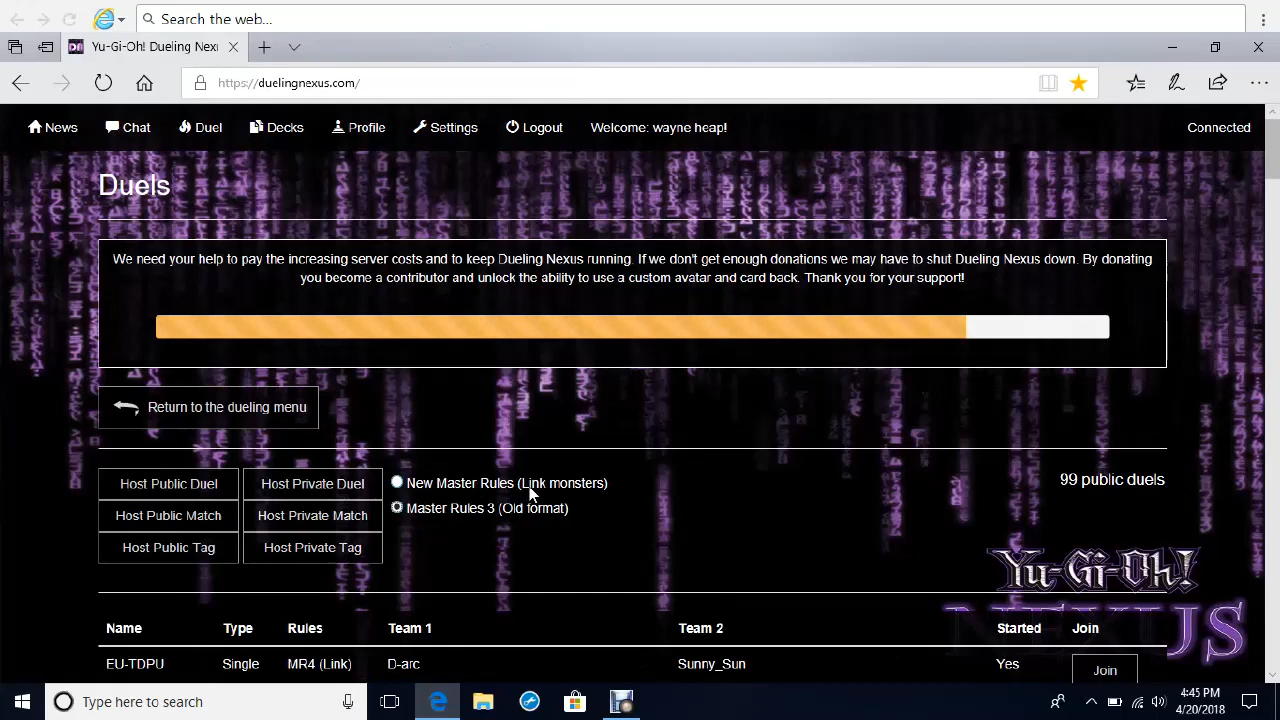 Search the web...
Yu-Gi-Oh! Dueling Nex
https://duelingnexus.com/
News Chat Duel Decks Profile Settings Logout Welcome: wayne heap! Connected
Duels
We need your help to pay the increasing server costs and to keep Dueling Nexus running. If we don't get enough donations we may have to shut Dueling Nexus down. By donating
you become a contributor and unlock the ability to use a custom avatar and card back. Thank you for your support!
Return to the dueling menu
Host Public Duel Host Private Duel New Master Rules (Link monsters) 99 public duels
Host Public Match Host Private Match Master Rules 3 (Old format)
Host Public Tag Host Private Tag
Yu-Gi-Oh!
NEXUS
Name Type Rules Team 1 Team 2 Started Join
EU-TDPU Single MR4 (Link) D-arc Sunny_Sun Yes Join
Type here to search
4:45 PM
4/20/2018